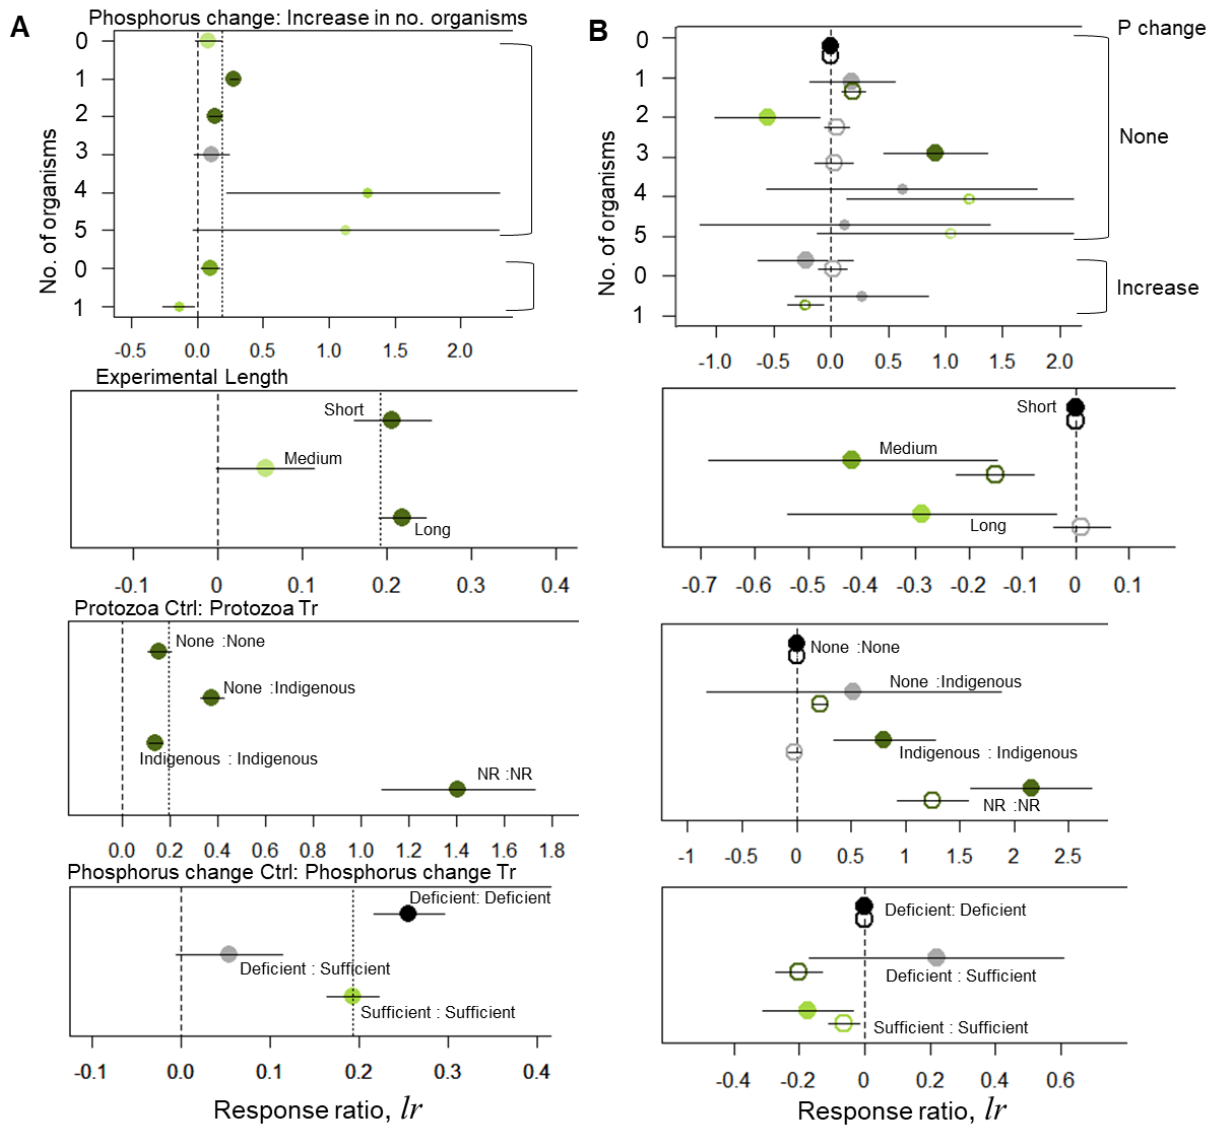 A
Phosphorus change: Increase in no. organisms
No. of organisms
0
1
2
3
4
5
0
1
-0.5 0.0 0.5 1.0 1.5 2.0
Experimental Length
Short
Medium
Long
-0.1 0 0.1 0.2 0.3 0.4
Protozoa Ctrl: Protozoa Tr
None :None
None :Indigenous
Indigenous : Indigenous
NR :NR
0.0 0.2 0.4 0.6 0.8 1.0 1.2 1.4 1.6 1.8
Phosphorus change Ctrl: Phosphorus change Tr
Deficient: Deficient
Deficient : Sufficient
Sufficient : Sufficient
-0.1 0.0 0.1 0.2 0.3 0.4
Response ratio, lr
B
P change
No. of organisms
0
1
2
3
4
5
0
1
None
Increase
-1.0 -0.5 0.0 0.5 1.0 1.5 2.0
Short
Medium
Long
-0.7 -0.6 -0.5 -0.4 -0.3 -0.2 -0.1 0 0.1
None :None
None :Indigenous
Indigenous : Indigenous
NR :NR
-1 -0.5 0 0.5 1 1.5 2 2.5
Deficient: Deficient
Deficient : Sufficient
Sufficient : Sufficient
-0.4 -0.2 0 0.2 0.4 0.6
Response ratio, lr